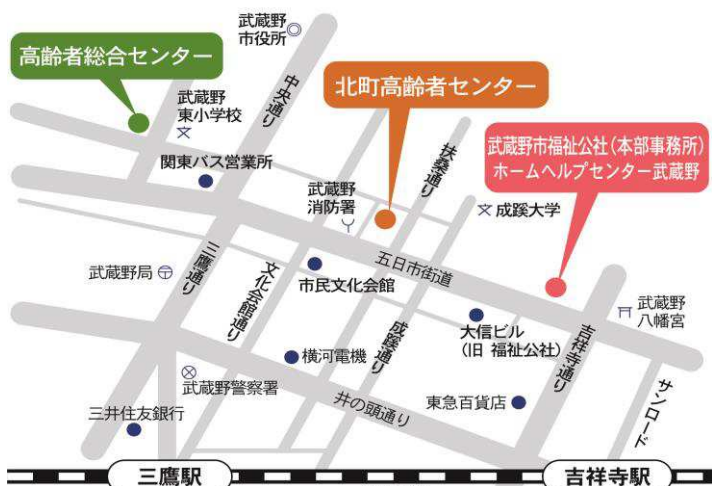 武蔵野
市役所
高齢者総合センター
北町高齢者センター
武蔵野市福祉公社(本部事務所)
ホームヘルプセンター武蔵野
武蔵野
東小学校
中央通り
関東バス営業所
武蔵野
消防署
扶桑通り
成蹊大学
五日市街道
三鷹通り
武蔵野局
文化会館通り
市民文化会館
成蹊通り
大信ビル
(旧 福祉公社)
吉祥寺通り
武蔵野
八幡宮
横河電機
武蔵野警察署
井の頭通り
東急百貨店
サンロード
三井住友銀行
三鷹駅
吉祥寺駅